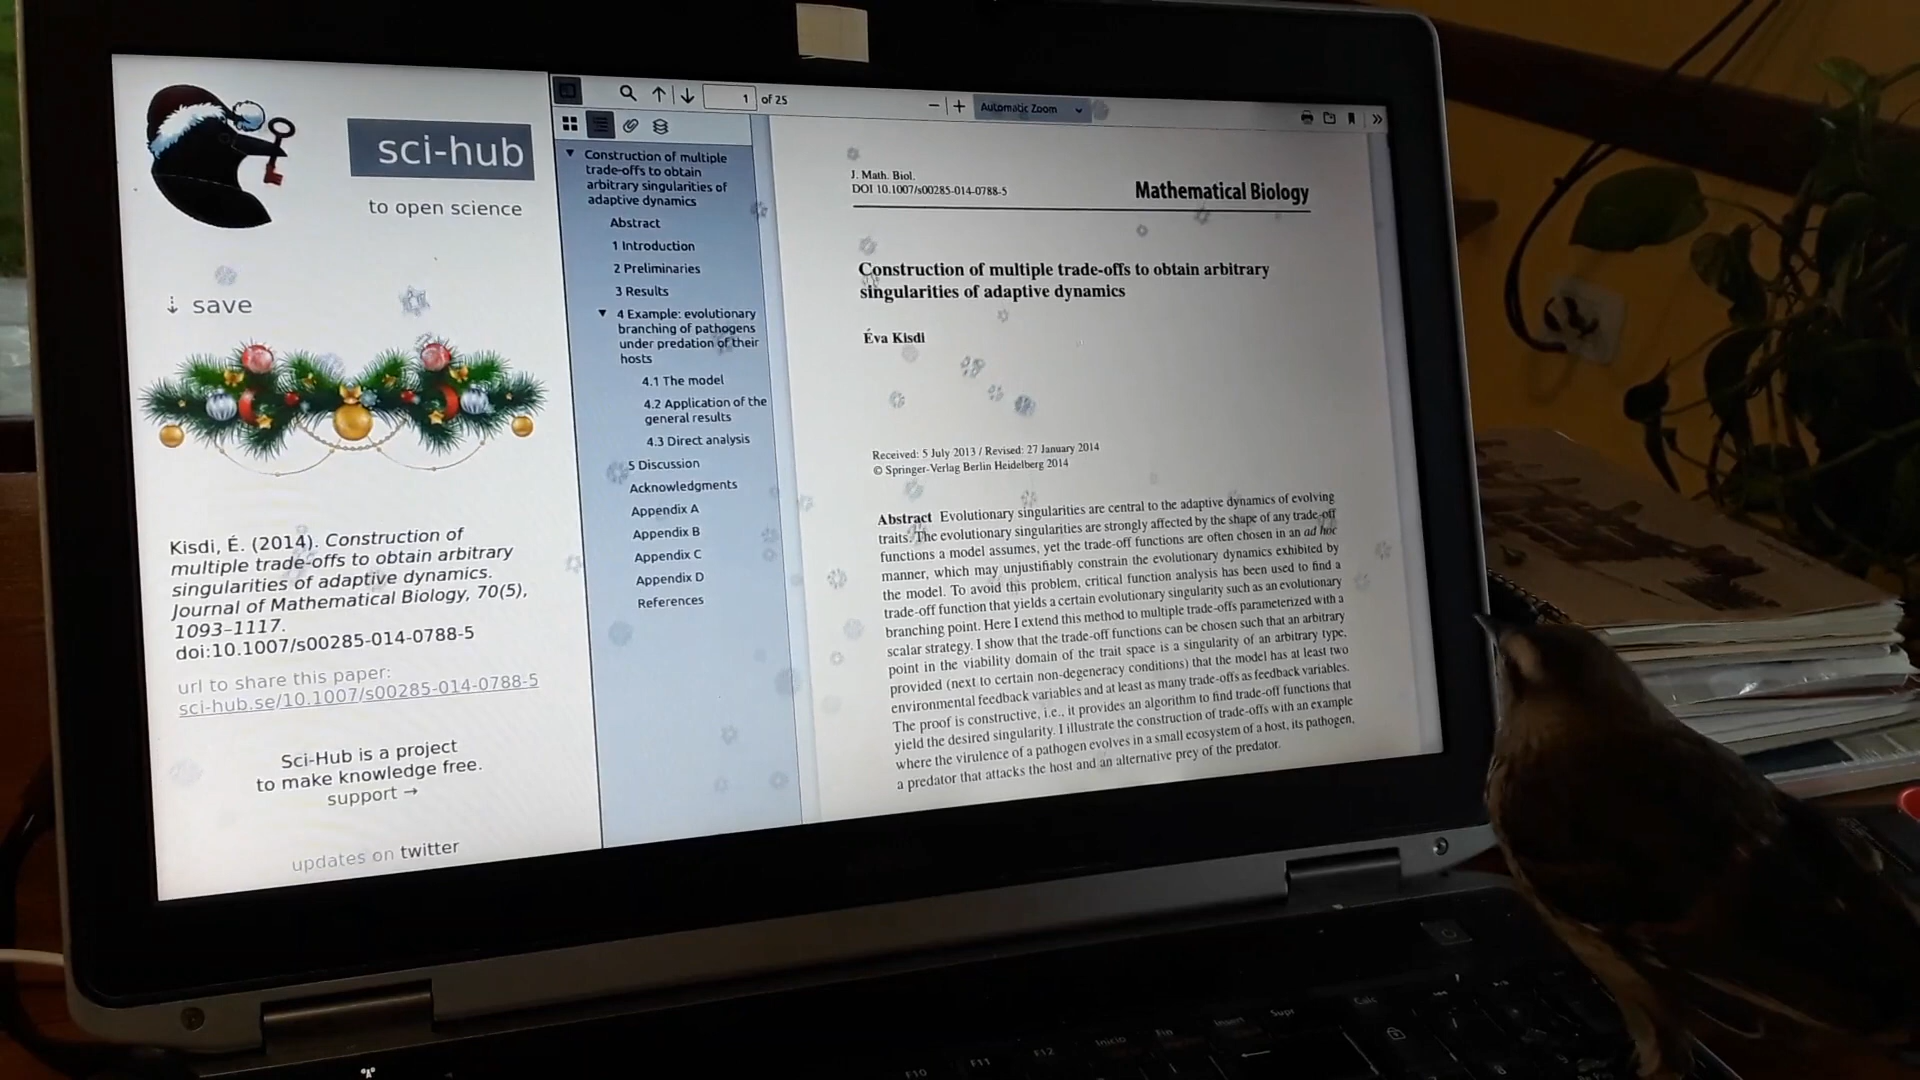 sci-hub
to open science
⇣ save
Kisdi, É. (2014). Construction of
multiple trade-offs to obtain arbitrary
singularities of adaptive dynamics.
Journal of Mathematical Biology, 70(5),
1093–1117.
doi:10.1007/s00285-014-0788-5
url to share this paper:
sci-hub.se/10.1007/s00285-014-0788-5
Sci-Hub is a project
to make knowledge free.
support →
updates on twitter
1 of 25
Automatic Zoom
Construction of multiple
trade-offs to obtain
arbitrary singularities of
adaptive dynamics
Abstract
1 Introduction
2 Preliminaries
3 Results
4 Example: evolutionary
branching of pathogens
under predation of their
hosts
4.1 The model
4.2 Application of the
general results
4.3 Direct analysis
5 Discussion
Acknowledgments
Appendix A
Appendix B
Appendix C
Appendix D
References
J. Math. Biol.
DOI 10.1007/s00285-014-0788-5
Mathematical Biology
Construction of multiple trade-offs to obtain arbitrary
singularities of adaptive dynamics
Éva Kisdi
Received: 5 July 2013 / Revised: 27 January 2014
© Springer-Verlag Berlin Heidelberg 2014
Abstract Evolutionary singularities are central to the adaptive dynamics of evolving
traits. The evolutionary singularities are strongly affected by the shape of any trade-off
functions a model assumes, yet the trade-off functions are often chosen in an ad hoc
manner, which may unjustifiably constrain the evolutionary dynamics exhibited by
the model. To avoid this problem, critical function analysis has been used to find a
trade-off function that yields a certain evolutionary singularity such as an evolutionary
branching point. Here I extend this method to multiple trade-offs parameterized with a
scalar strategy. I show that the trade-off functions can be chosen such that an arbitrary
point in the viability domain of the trait space is a singularity of an arbitrary type,
provided (next to certain non-degeneracy conditions) that the model has at least two
environmental feedback variables and at least as many trade-offs as feedback variables.
The proof is constructive, i.e., it provides an algorithm to find trade-off functions that
yield the desired singularity. I illustrate the construction of trade-offs with an example
where the virulence of a pathogen evolves in a small ecosystem of a host, its pathogen,
a predator that attacks the host and an alternative prey of the predator.
F10 F11 F12 Inicio Fin Insert Supr Calc